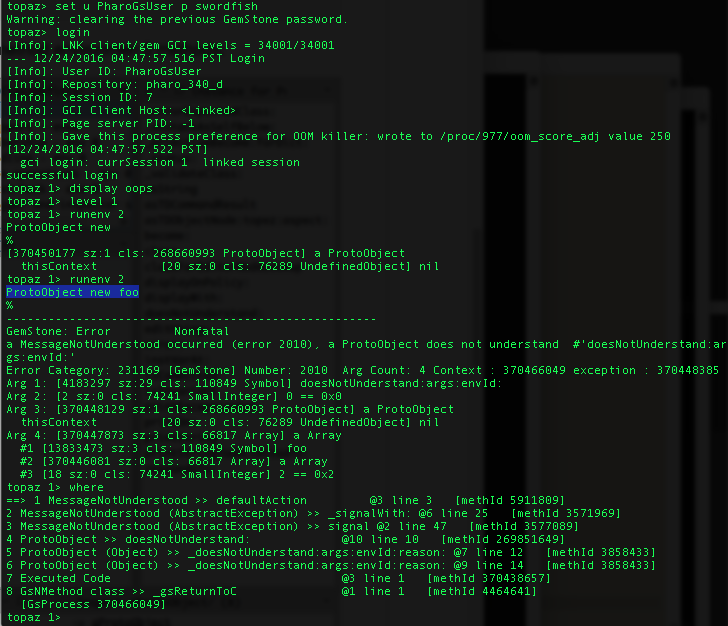 topaz> set u PharoGsUser p swordfish
Warning: clearing the previous GemStone password.
topaz> login
[Info]: LNK client/gem GCI levels = 34001/34001
--- 12/24/2016 04:47:57.516 PST Login
[Info]: User ID: PharoGsUser
[Info]: Repository: pharo_340_d
[Info]: Session ID: 7
[Info]: GCI Client Host: <Linked>
[Info]: Page server PID: -1
[Info]: Gave this process preference for OOM killer: wrote to /proc/977/oom_score_adj value 250
[12/24/2016 04:47:57.522 PST]
  gci login: currSession 1  linked session
successful login
topaz 1> display oops
topaz 1> level 1
topaz 1> runenv 2
ProtoObject new
%
[370450177 sz:1 cls: 268660993 ProtoObject] a ProtoObject
  thisContext         [20 sz:0 cls: 76289 UndefinedObject] nil
topaz 1> runenv 2
ProtoObject new foo
%
-----------------------------------------------------
GemStone: Error         Nonfatal
a MessageNotUnderstood occurred (error 2010), a ProtoObject does not understand  #'doesNotUnderstand:ar
gs:envId:'
Error Category: 231169 [GemStone] Number: 2010  Arg Count: 4 Context : 370466049 exception : 370448385
Arg 1: [4183297 sz:29 cls: 110849 Symbol] doesNotUnderstand:args:envId:
Arg 2: [2 sz:0 cls: 74241 SmallInteger] 0 == 0x0
Arg 3: [370448129 sz:1 cls: 268660993 ProtoObject] a ProtoObject
  thisContext         [20 sz:0 cls: 76289 UndefinedObject] nil
Arg 4: [370447873 sz:3 cls: 66817 Array] a Array
  #1 [13833473 sz:3 cls: 110849 Symbol] foo
  #2 [370446081 sz:0 cls: 66817 Array] a Array
  #3 [18 sz:0 cls: 74241 SmallInteger] 2 == 0x2
topaz 1> where
==> 1 MessageNotUnderstood >> defaultAction         @3 line 3   [methId 5911809]
2 MessageNotUnderstood (AbstractException) >> _signalWith: @6 line 25   [methId 3571969]
3 MessageNotUnderstood (AbstractException) >> signal @2 line 47   [methId 3577089]
4 ProtoObject >> doesNotUnderstand:             @10 line 10   [methId 269851649]
5 ProtoObject (Object) >> _doesNotUnderstand:args:envId:reason: @7 line 12   [methId 3858433]
6 ProtoObject (Object) >> _doesNotUnderstand:args:envId:reason: @9 line 14   [methId 3858433]
7 Executed Code                                 @3 line 1   [methId 370438657]
8 GsNMethod class >> _gsReturnToC               @1 line 1   [methId 4464641]
  [GsProcess 370466049]
topaz 1>